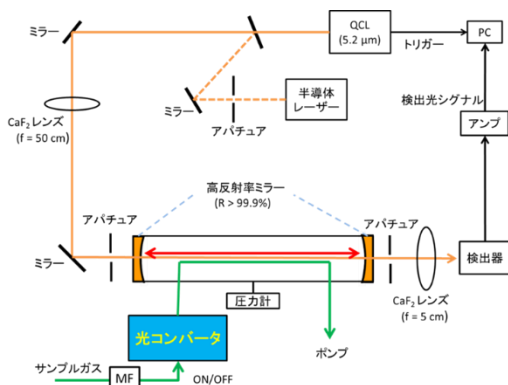 ミラー
QCL
(5.2 μm)
トリガー
PC
ミラー
アパチュア
半導体
レーザー
検出光シグナル
アンプ
CaF₂レンズ
(f = 50 cm)
高反射率ミラー
(R > 99.9%)
アパチュア
アパチュア
ミラー
検出器
CaF₂レンズ
(f = 5 cm)
圧力計
光コンバータ
ポンプ
サンプルガス
MF
ON/OFF